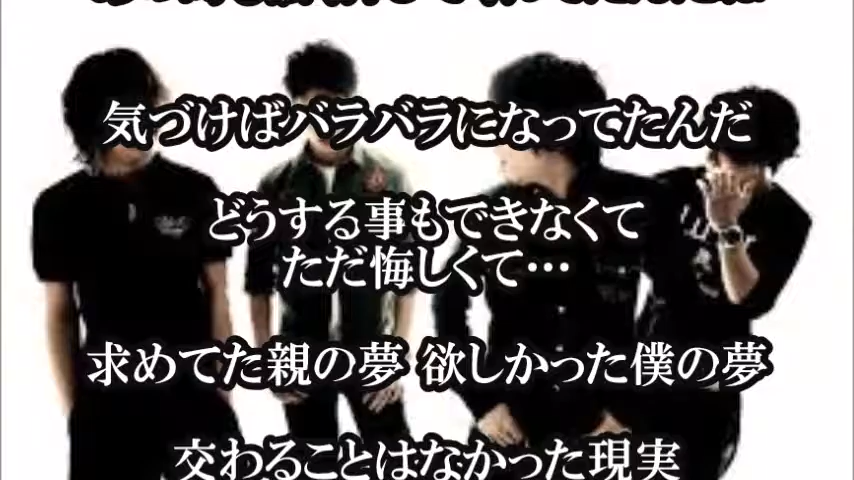 気づけばバラバラになってたんだ
どうする事もできなくて
ただ悔しくて…
求めてた親の夢 欲しかった僕の夢
交わることはなかった現実